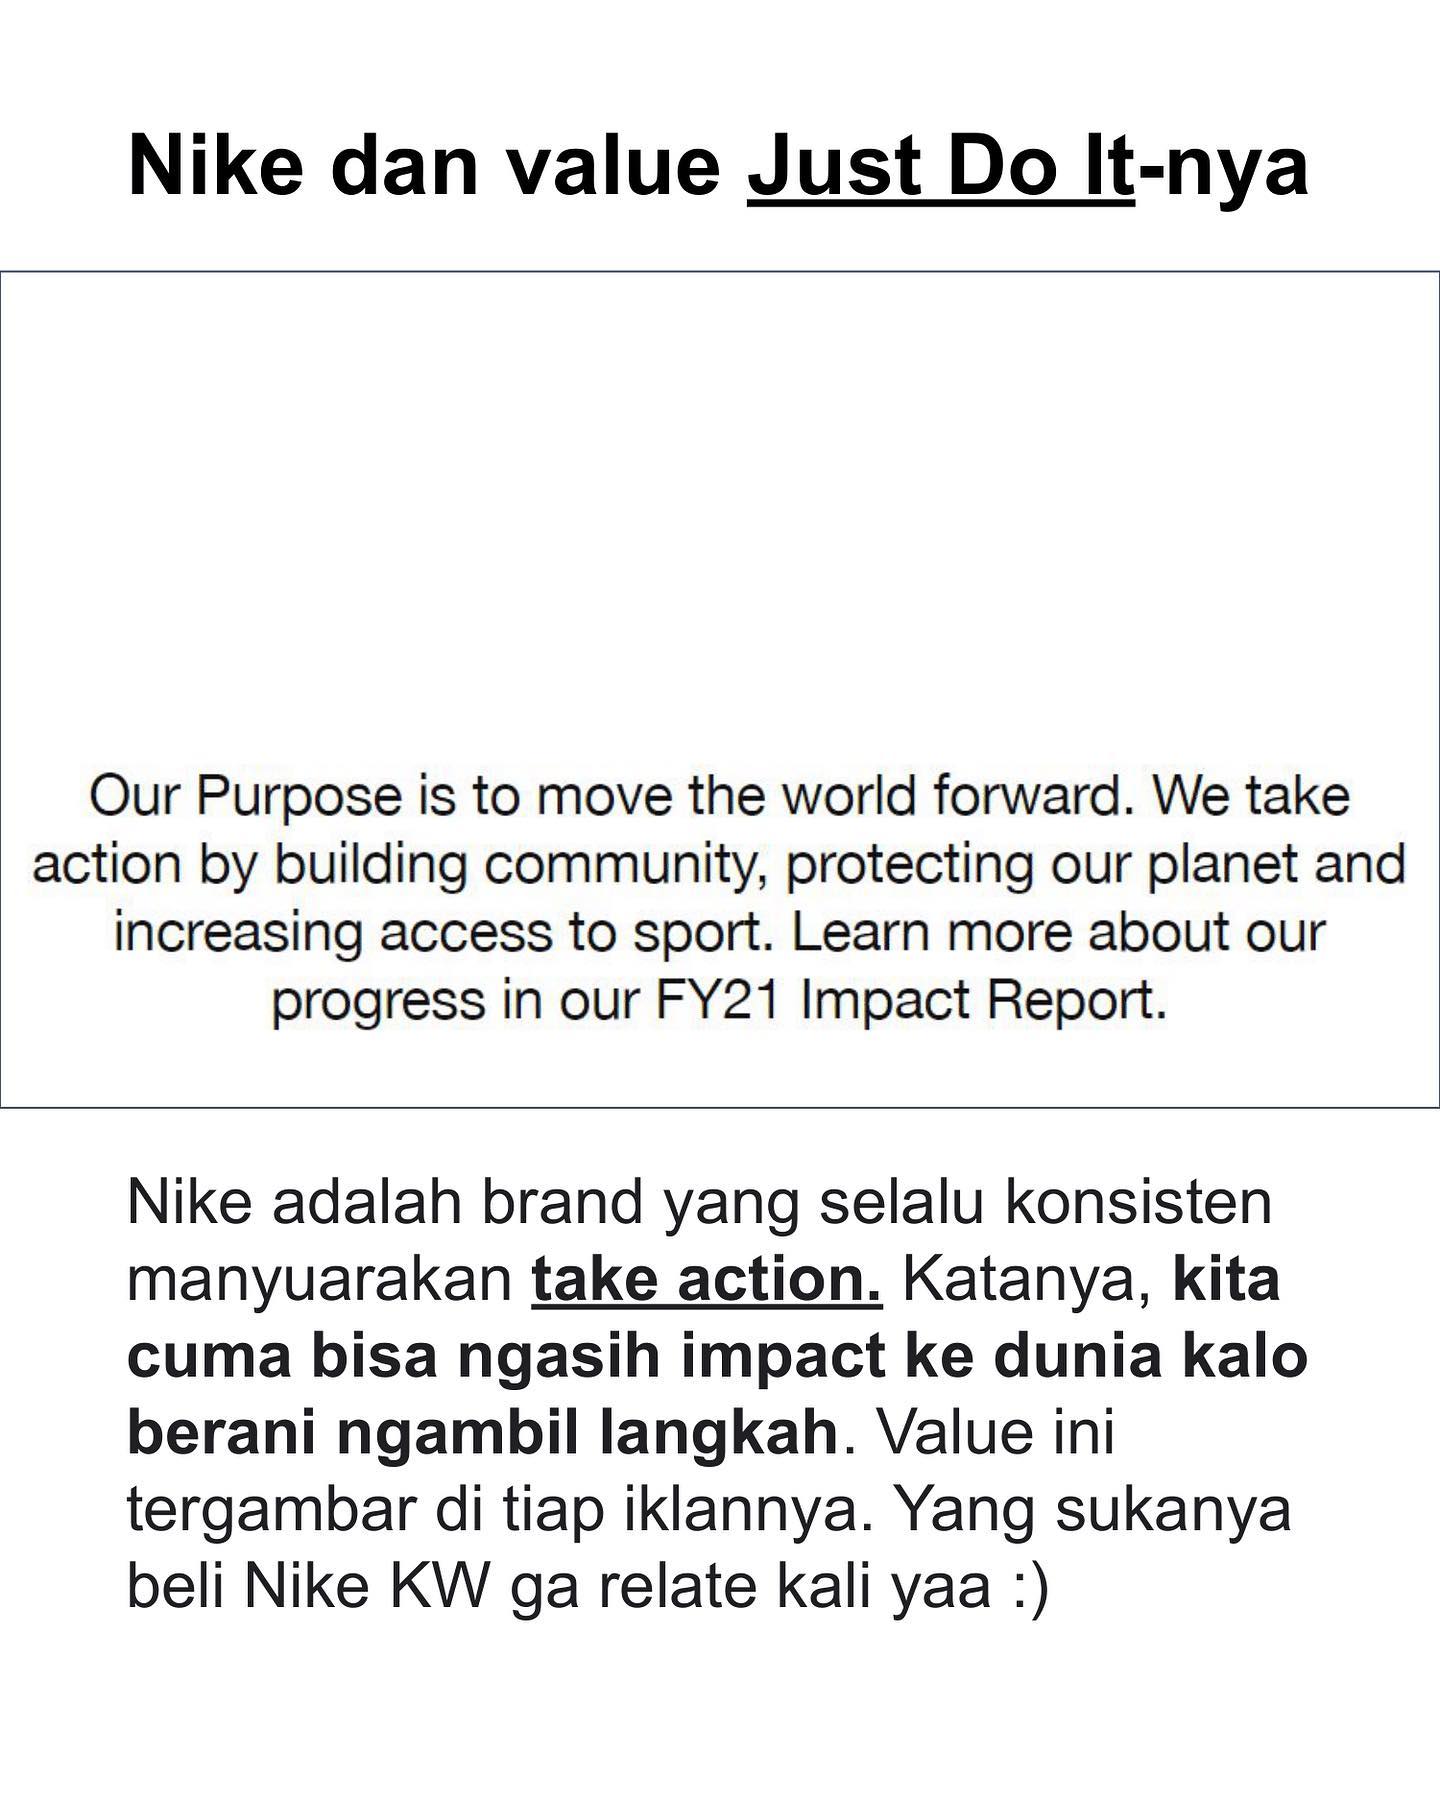 Nike dan value Just Do It-nya
Our Purpose is to move the world forward. We take
action by building community, protecting our planet and
increasing access to sport. Learn more about our
progress in our FY21 Impact Report.
Nike adalah brand yang selalu konsisten
manyuarakan take action. Katanya, kita
cuma bisa ngasih impact ke dunia kalo
berani ngambil langkah. Value ini
tergambar di tiap iklannya. Yang sukanya
beli Nike KW ga relate kali yaa :)